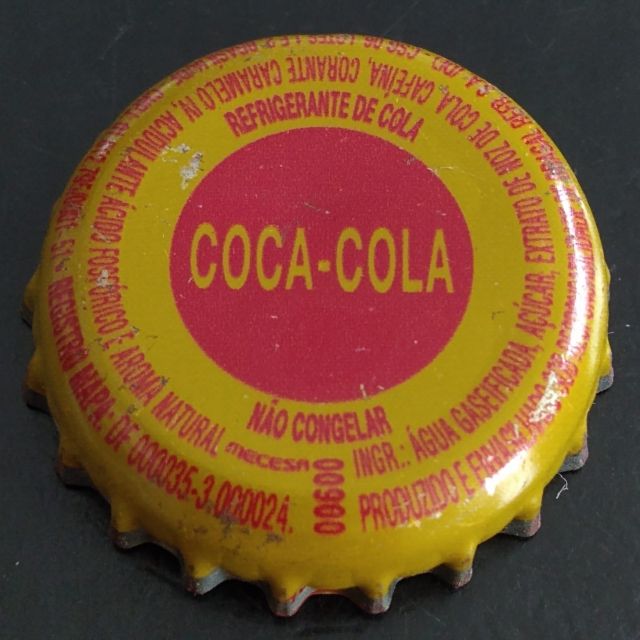 REFRIGERANTE DE COLA
COCA-COLA
NÃO CONGELAR
INGR.: ÁGUA GASEIFICADA, AÇÚCAR, EXTRATO DE NOZ DE COLA, CAFEÍNA, CORANTE CARAMELO IV, ACIDULANTE ÁCIDO FOSFÓRICO E AROMA NATURAL
mecesa
00600
PRODUZIDO E
REGISTRO MAPA: DF 000035-3.000024.